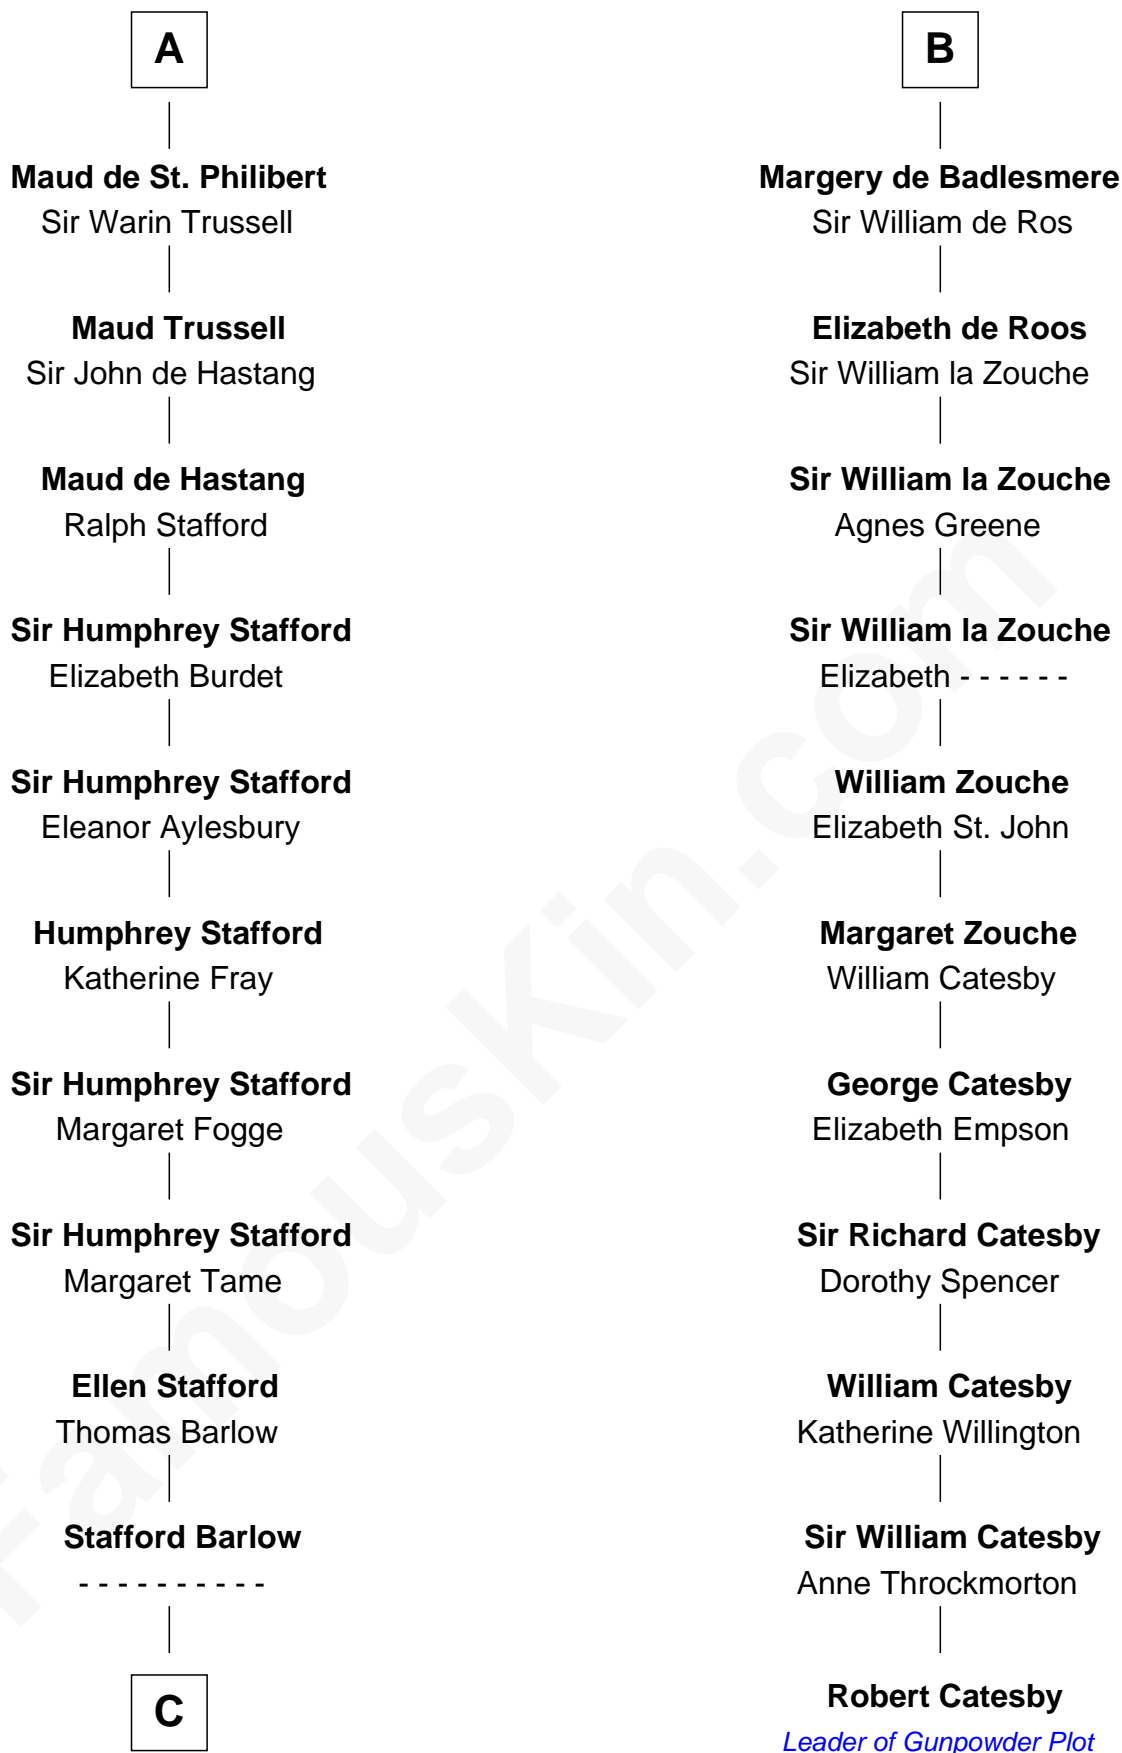 A
Maud de St. Philibert
Sir Warin Trussell
Maud Trussell
Sir John de Hastang
Maud de Hastang
Ralph Stafford
Sir Humphrey Stafford
Elizabeth Burdet
Sir Humphrey Stafford
Eleanor Aylesbury
Humphrey Stafford
Katherine Fray
Sir Humphrey Stafford
Margaret Fogge
Sir Humphrey Stafford
Margaret Tame
Ellen Stafford
Thomas Barlow
Stafford Barlow
- - - - - - - - - -
C
B
Margery de Badlesmere
Sir William de Ros
Elizabeth de Roos
Sir William la Zouche
Sir William la Zouche
Agnes Greene
Sir William la Zouche
Elizabeth - - - - - -
William Zouche
Elizabeth St. John
Margaret Zouche
William Catesby
George Catesby
Elizabeth Empson
Sir Richard Catesby
Dorothy Spencer
William Catesby
Katherine Willington
Sir William Catesby
Anne Throckmorton
Robert Catesby
Leader of Gunpowder Plot
FamousKin.com